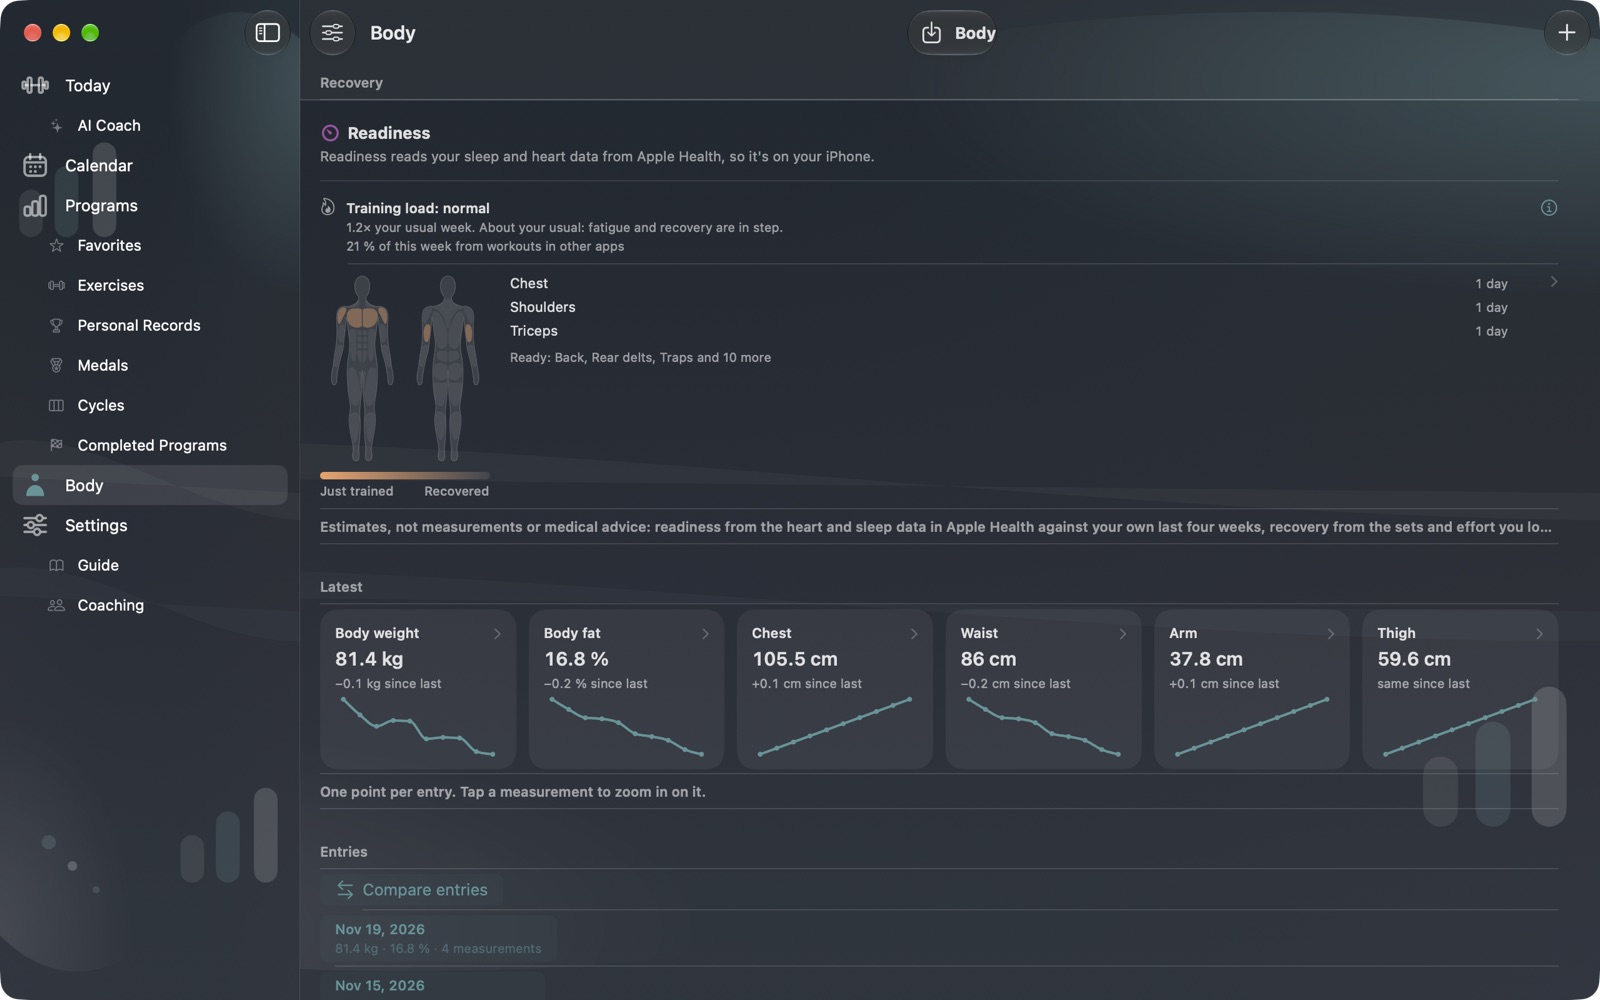 Body
Body
Today
AI Coach
Calendar
Programs
Favorites
Exercises
Personal Records
Medals
Cycles
Completed Programs
Body
Settings
Guide
Coaching
Recovery
Readiness
Readiness reads your sleep and heart data from Apple Health, so it's on your iPhone.
Training load: normal
1.2× your usual week. About your usual: fatigue and recovery are in step.
21 % of this week from workouts in other apps
Chest 1 day
Shoulders 1 day
Triceps 1 day
Ready: Back, Rear delts, Traps and 10 more
Just trained Recovered
Estimates, not measurements or medical advice: readiness from the heart and sleep data in Apple Health against your own last four weeks, recovery from the sets and effort you lo...
Latest
Body weight
81.4 kg
−0.1 kg since last
Body fat
16.8 %
−0.2 % since last
Chest
105.5 cm
+0.1 cm since last
Waist
86 cm
−0.2 cm since last
Arm
37.8 cm
+0.1 cm since last
Thigh
59.6 cm
same since last
One point per entry. Tap a measurement to zoom in on it.
Entries
Compare entries
Nov 19, 2026
81.4 kg · 16.8 % · 4 measurements
Nov 15, 2026